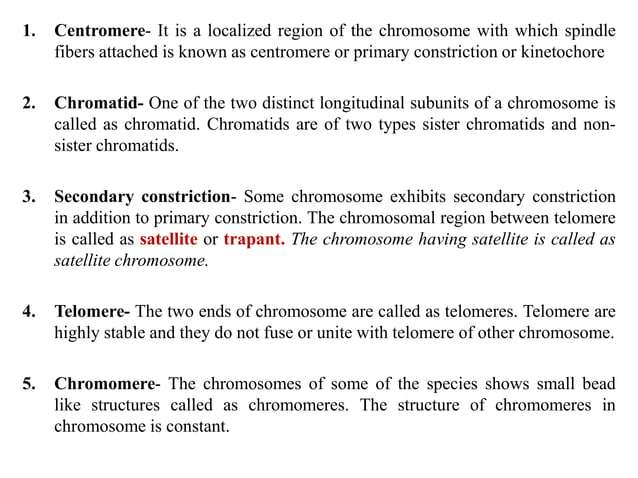 1. Centromere- It is a localized region of the chromosome with which spindle
fibers attached is known as centromere or primary constriction or kinetochore
2. Chromatid- One of the two distinct longitudinal subunits of a chromosome is
called as chromatid. Chromatids are of two types sister chromatids and non-
sister chromatids.
3. Secondary constriction- Some chromosome exhibits secondary constriction
in addition to primary constriction. The chromosomal region between telomere
is called as satellite or trapant. The chromosome having satellite is called as
satellite chromosome.
4. Telomere- The two ends of chromosome are called as telomeres. Telomere are
highly stable and they do not fuse or unite with telomere of other chromosome.
5. Chromomere- The chromosomes of some of the species shows small bead
like structures called as chromomeres. The structure of chromomeres in
chromosome is constant.